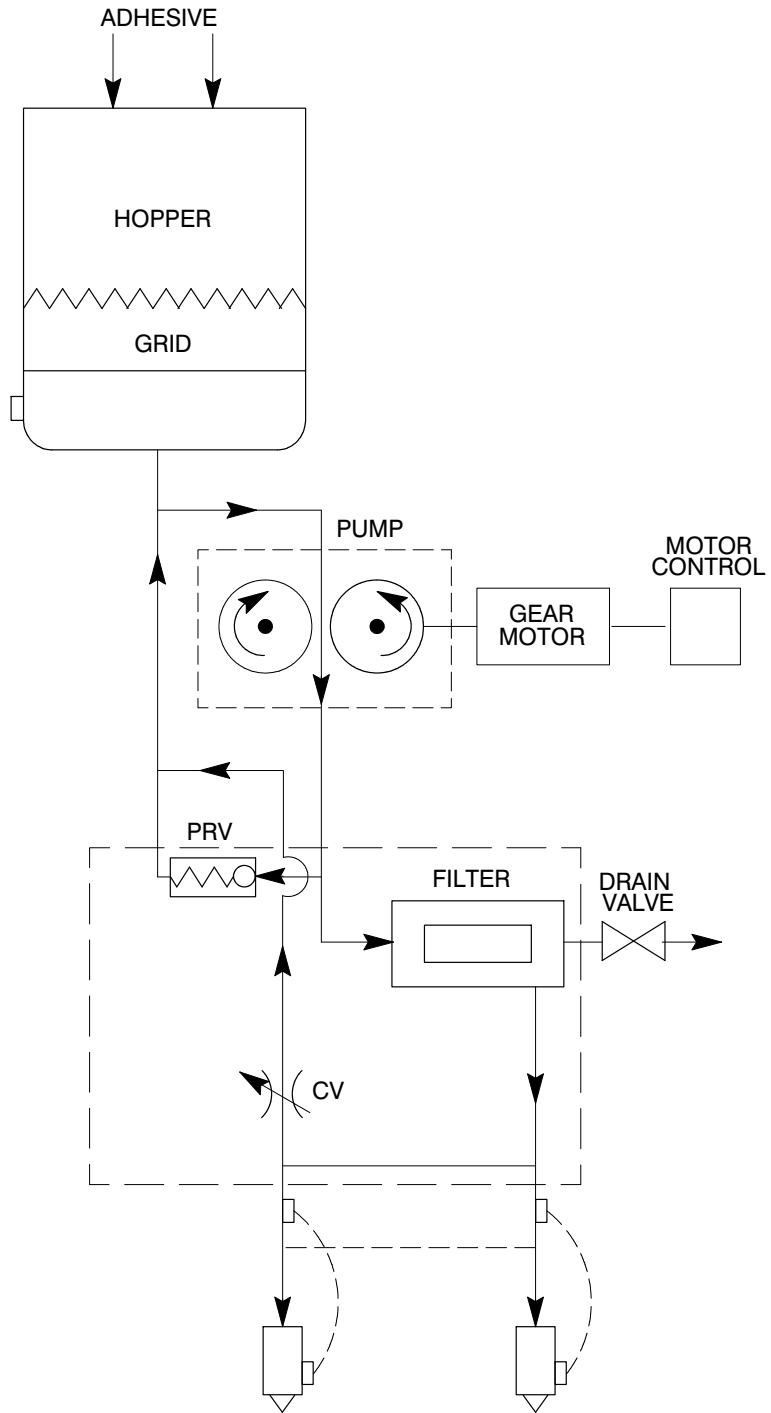 ADHESIVE
HOPPER
GRID
PUMP
MOTOR
CONTROL
GEAR
MOTOR
PRV
FILTER
DRAIN
VALVE
CV